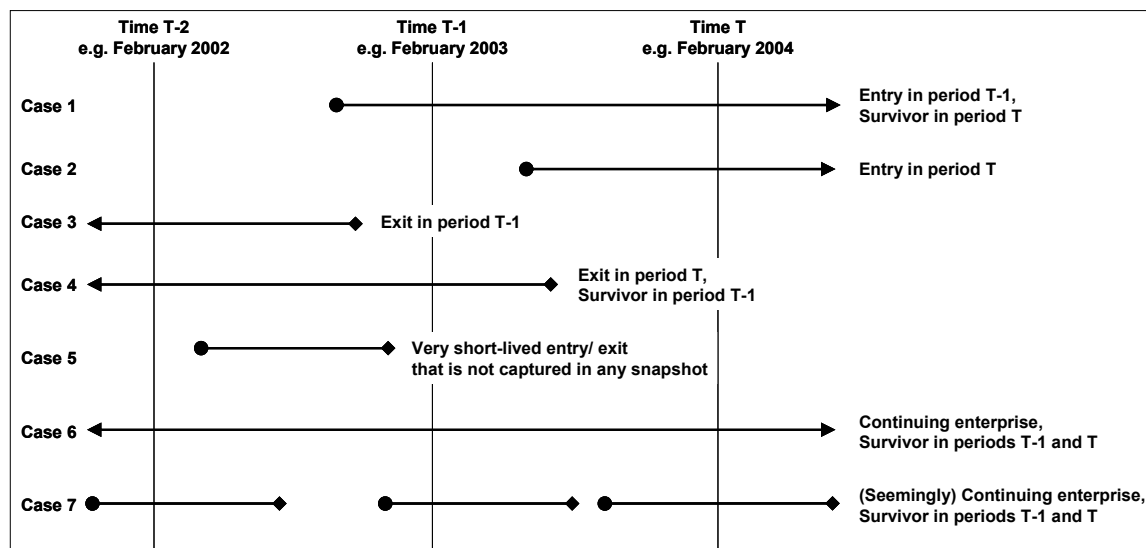 Time T-2
e.g. February 2002
Time T-1
e.g. February 2003
Time T
e.g. February 2004
Case 1
Entry in period T-1,
Survivor in period T
Case 2
Entry in period T
Case 3
Exit in period T-1
Case 4
Exit in period T,
Survivor in period T-1
Case 5
Very short-lived entry/ exit
that is not captured in any snapshot
Case 6
Continuing enterprise,
Survivor in periods T-1 and T
Case 7
(Seemingly) Continuing enterprise,
Survivor in periods T-1 and T